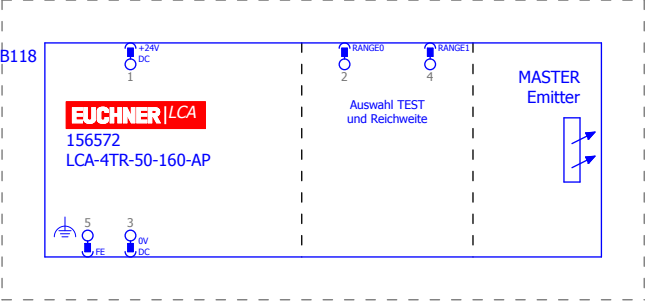 B118
+24V
DC
1
RANGE0
2
RANGE1
4
MASTER
Emitter
EUCHNER LCA
156572
LCA-4TR-50-160-AP
Auswahl TEST
und Reichweite
5
FE
3
0V
DC